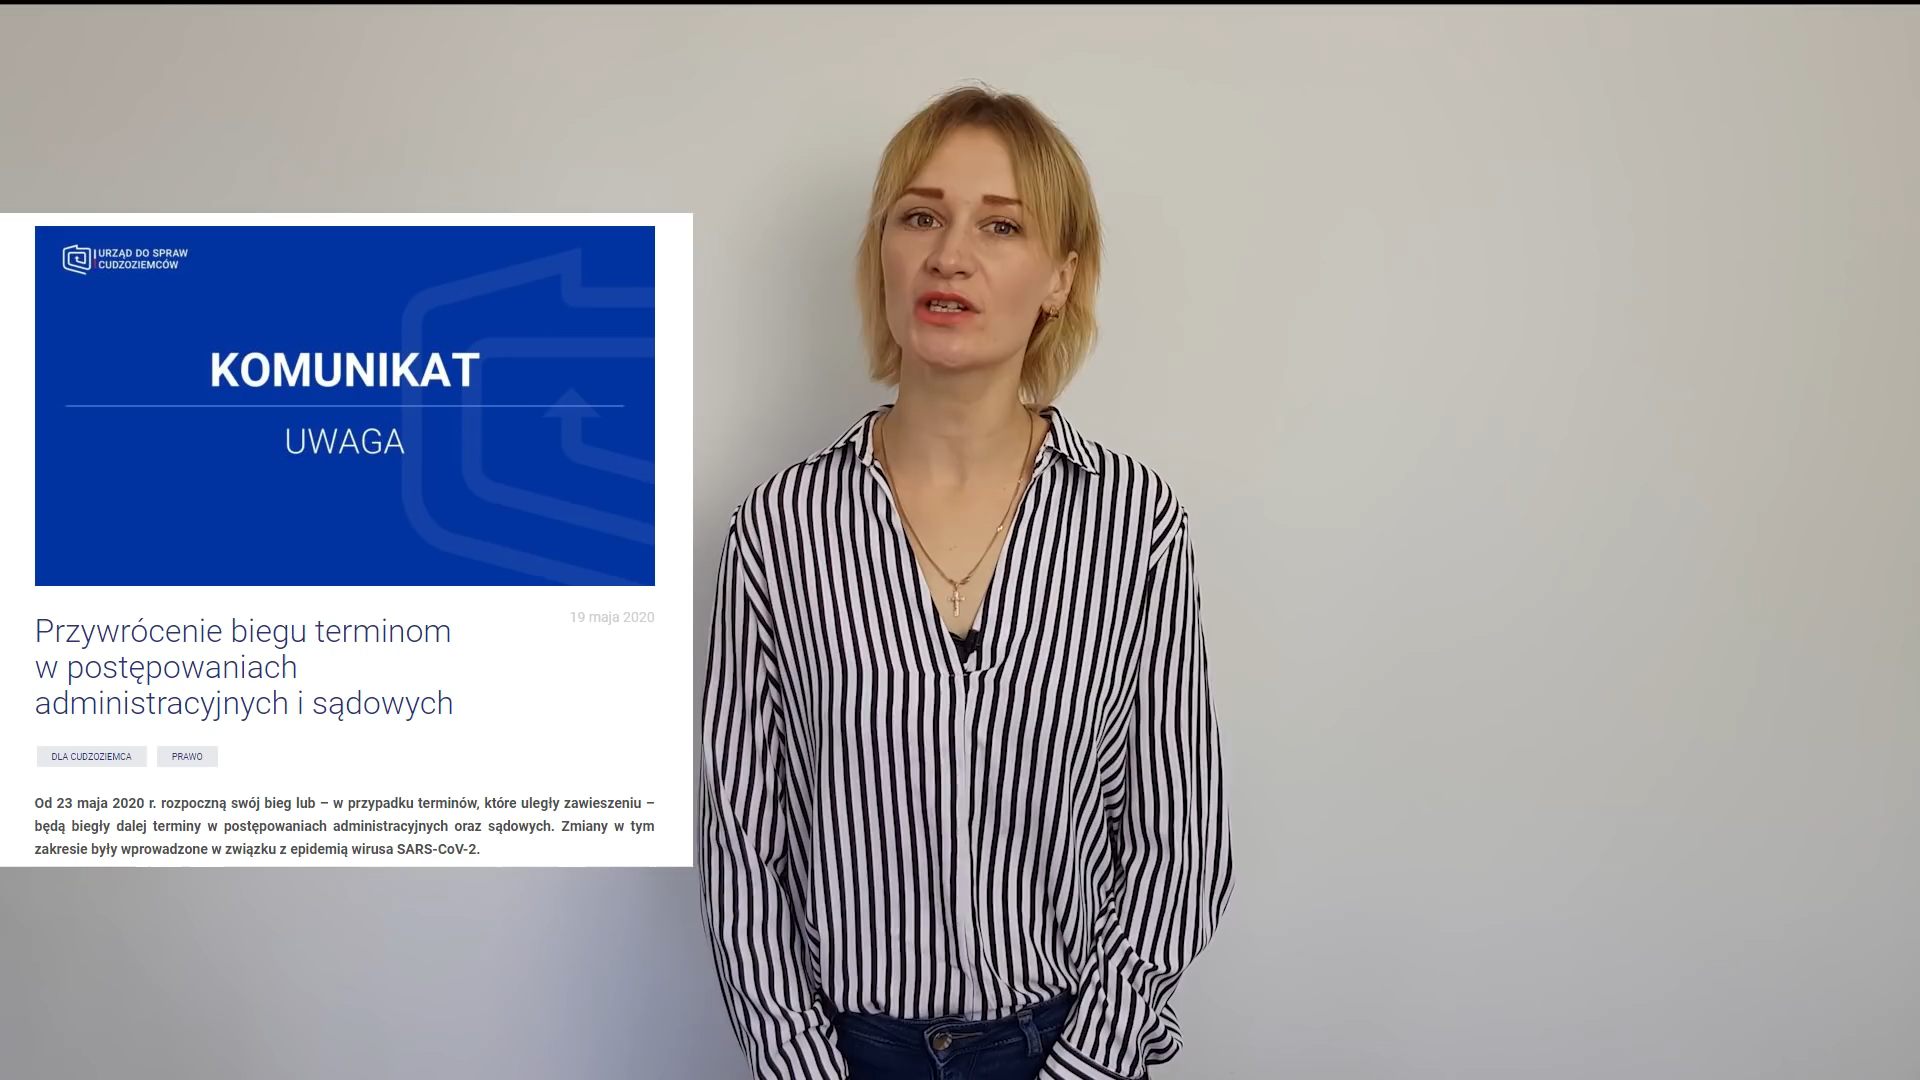 URZĄD DO SPRAW
CUDZOZIEMCÓW
KOMUNIKAT
UWAGA
19 maja 2020
Przywrócenie biegu terminom
w postępowaniach
administracyjnych i sądowych
DLA CUDZOZIEMCA PRAWO
Od 23 maja 2020 r. rozpoczną swój bieg lub – w przypadku terminów, które uległy zawieszeniu –
będą biegły dalej terminy w postępowaniach administracyjnych oraz sądowych. Zmiany w tym
zakresie były wprowadzone w związku z epidemią wirusa SARS-CoV-2.